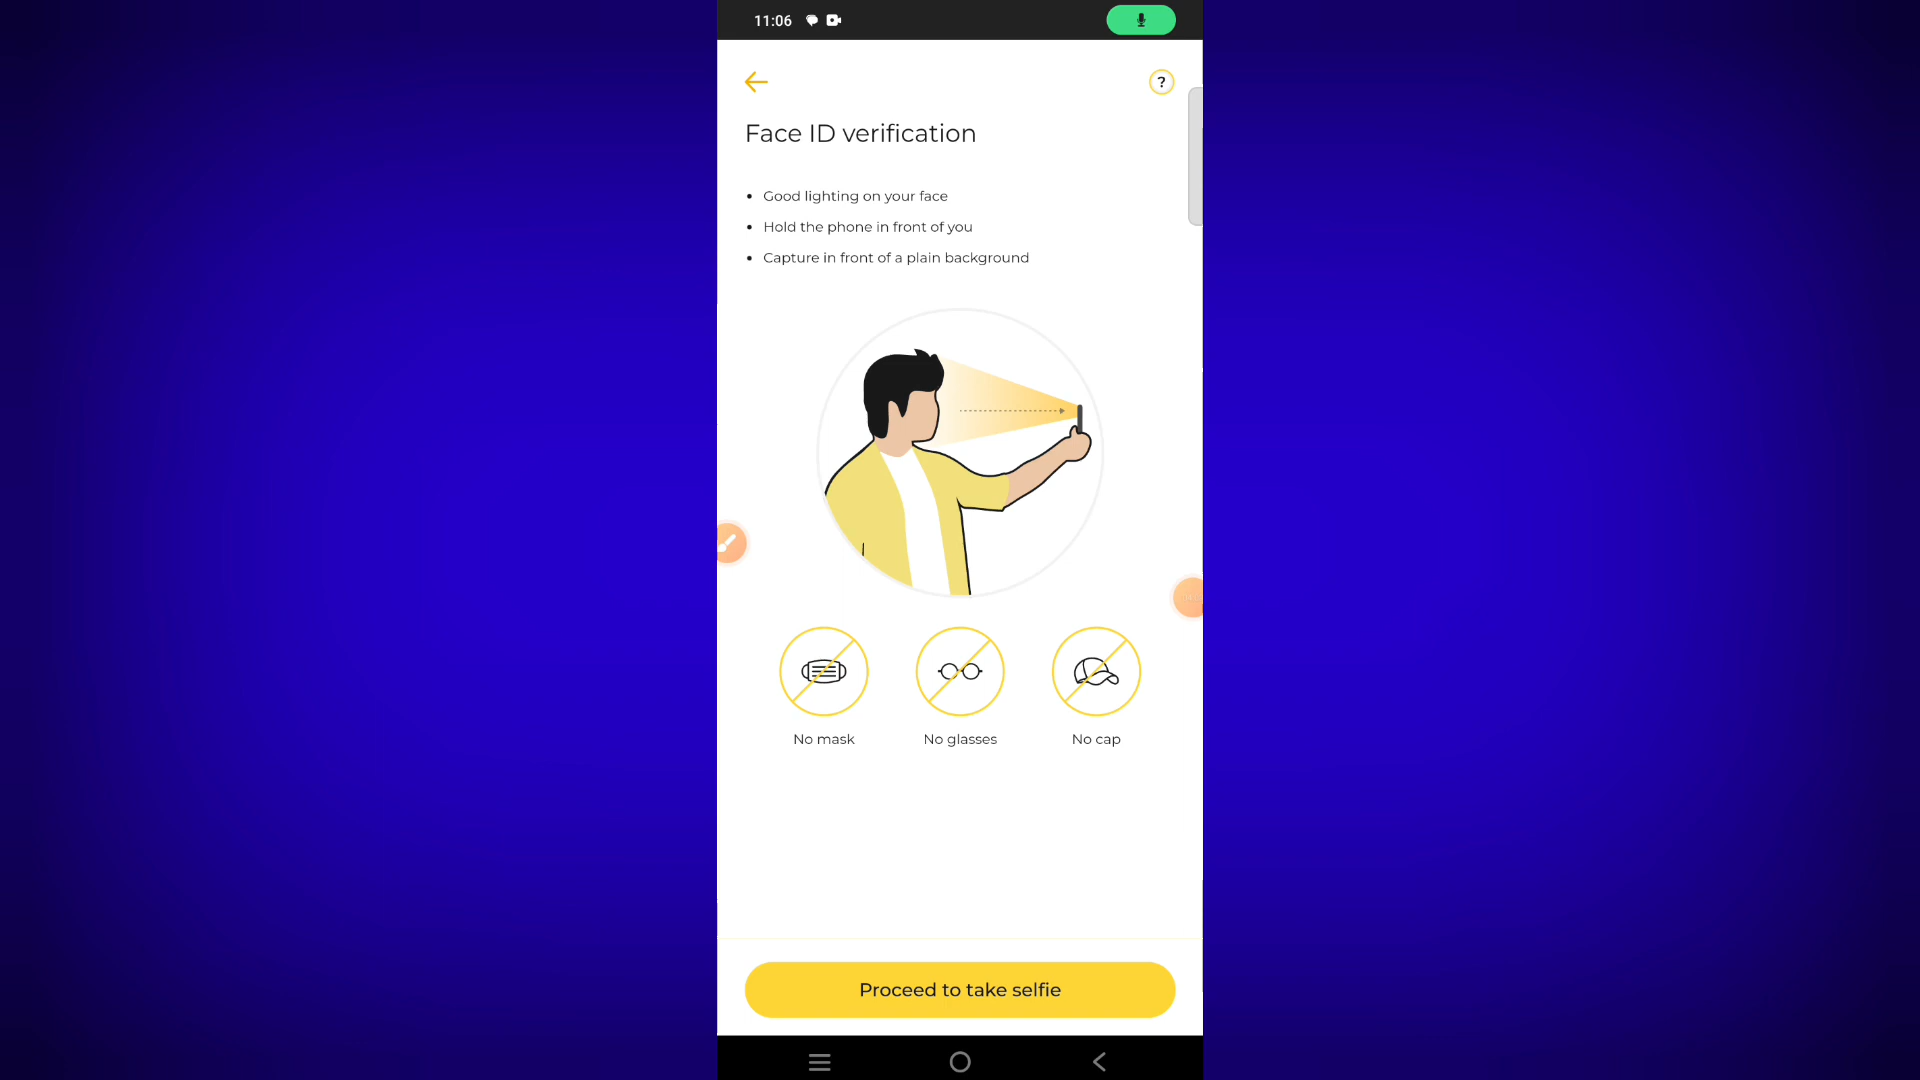 11:06
?
Face ID verification
• Good lighting on your face
• Hold the phone in front of you
• Capture in front of a plain background
No mask
No glasses
No cap
Proceed to take selfie